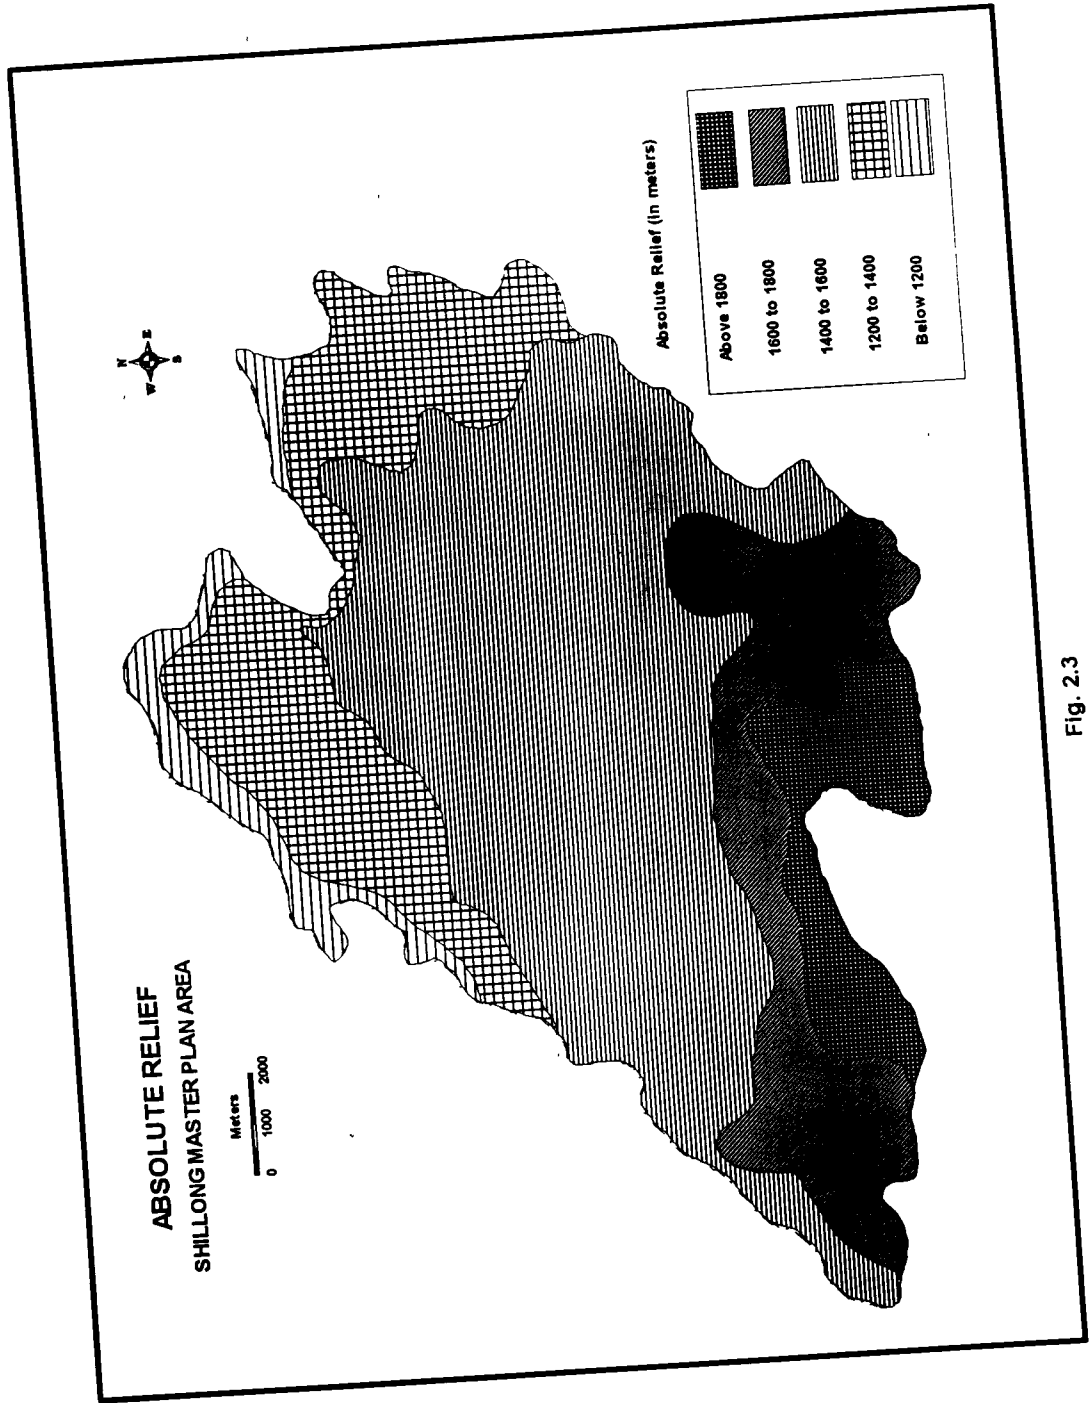 ABSOLUTE RELIEF
SHILLONG MASTER PLAN AREA
Meters
0 1000 2000
N
W E
S
Absolute Relief (in meters)
Above 1800
1600 to 1800
1400 to 1600
1200 to 1400
Below 1200
Fig. 2.3